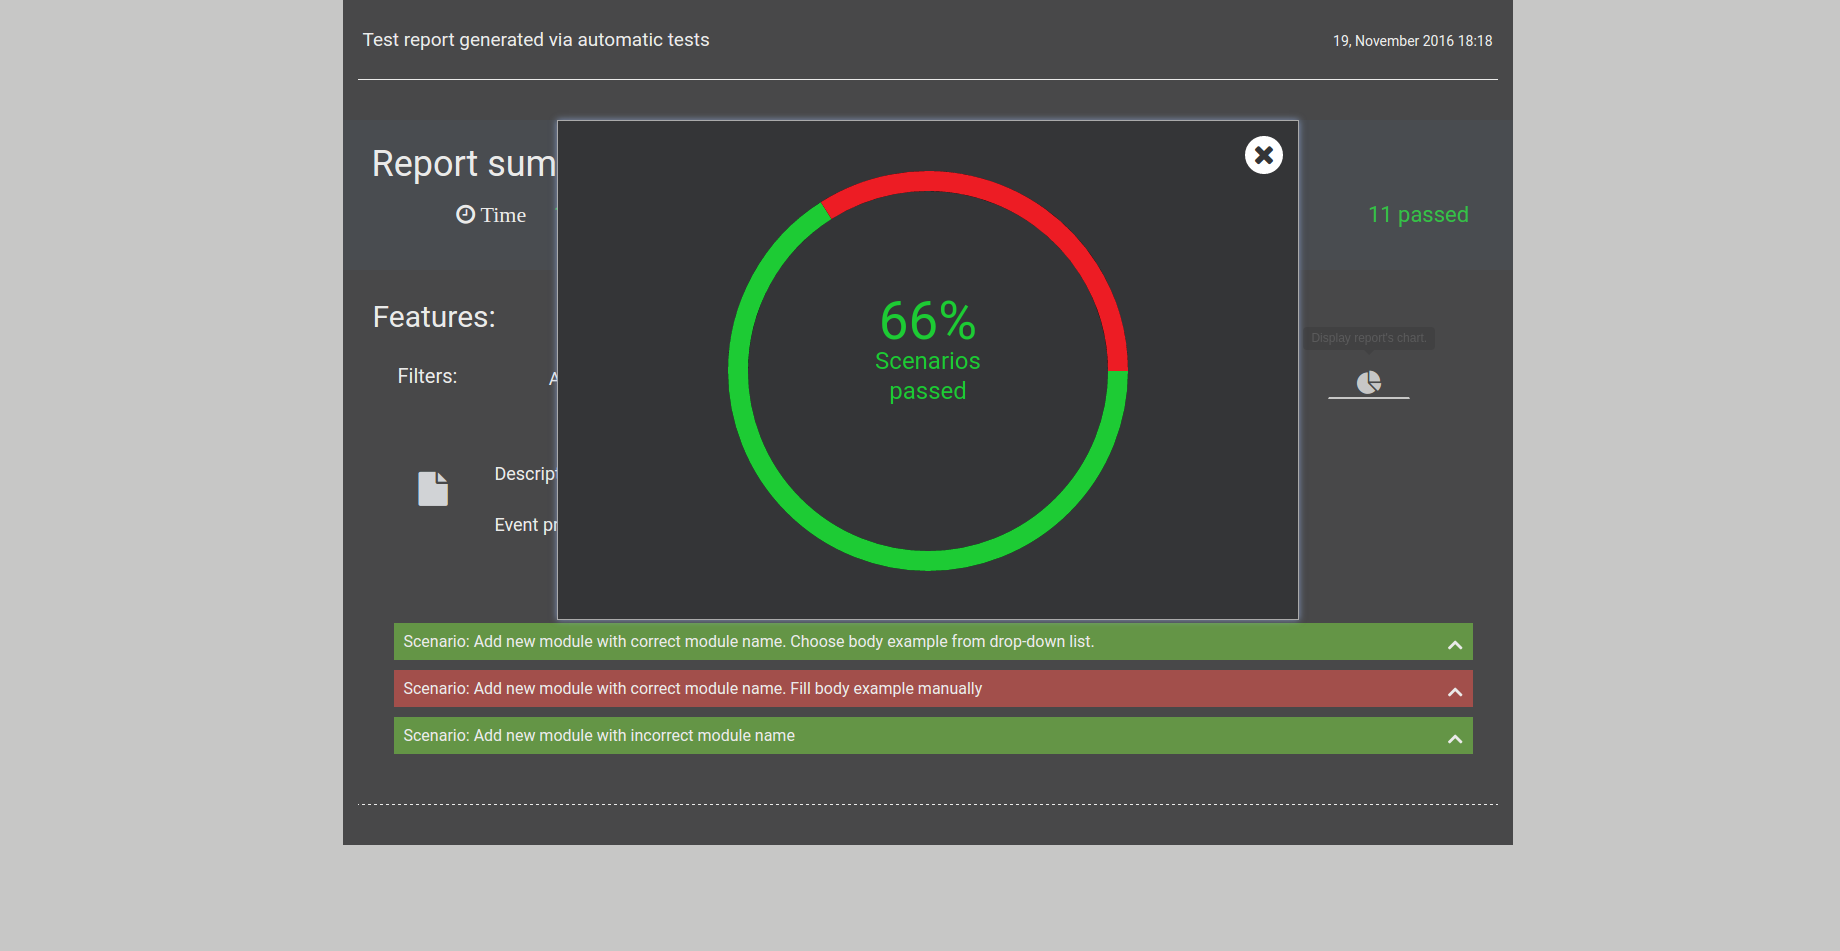 Test report generated via automatic tests
19, November 2016 18:18
Report sum
Time
11 passed
Features:
Display report's chart.
Filters:
66%
Scenarios
passed
Descrip
Event pr
Scenario: Add new module with correct module name. Choose body example from drop-down list.
Scenario: Add new module with correct module name. Fill body example manually
Scenario: Add new module with incorrect module name